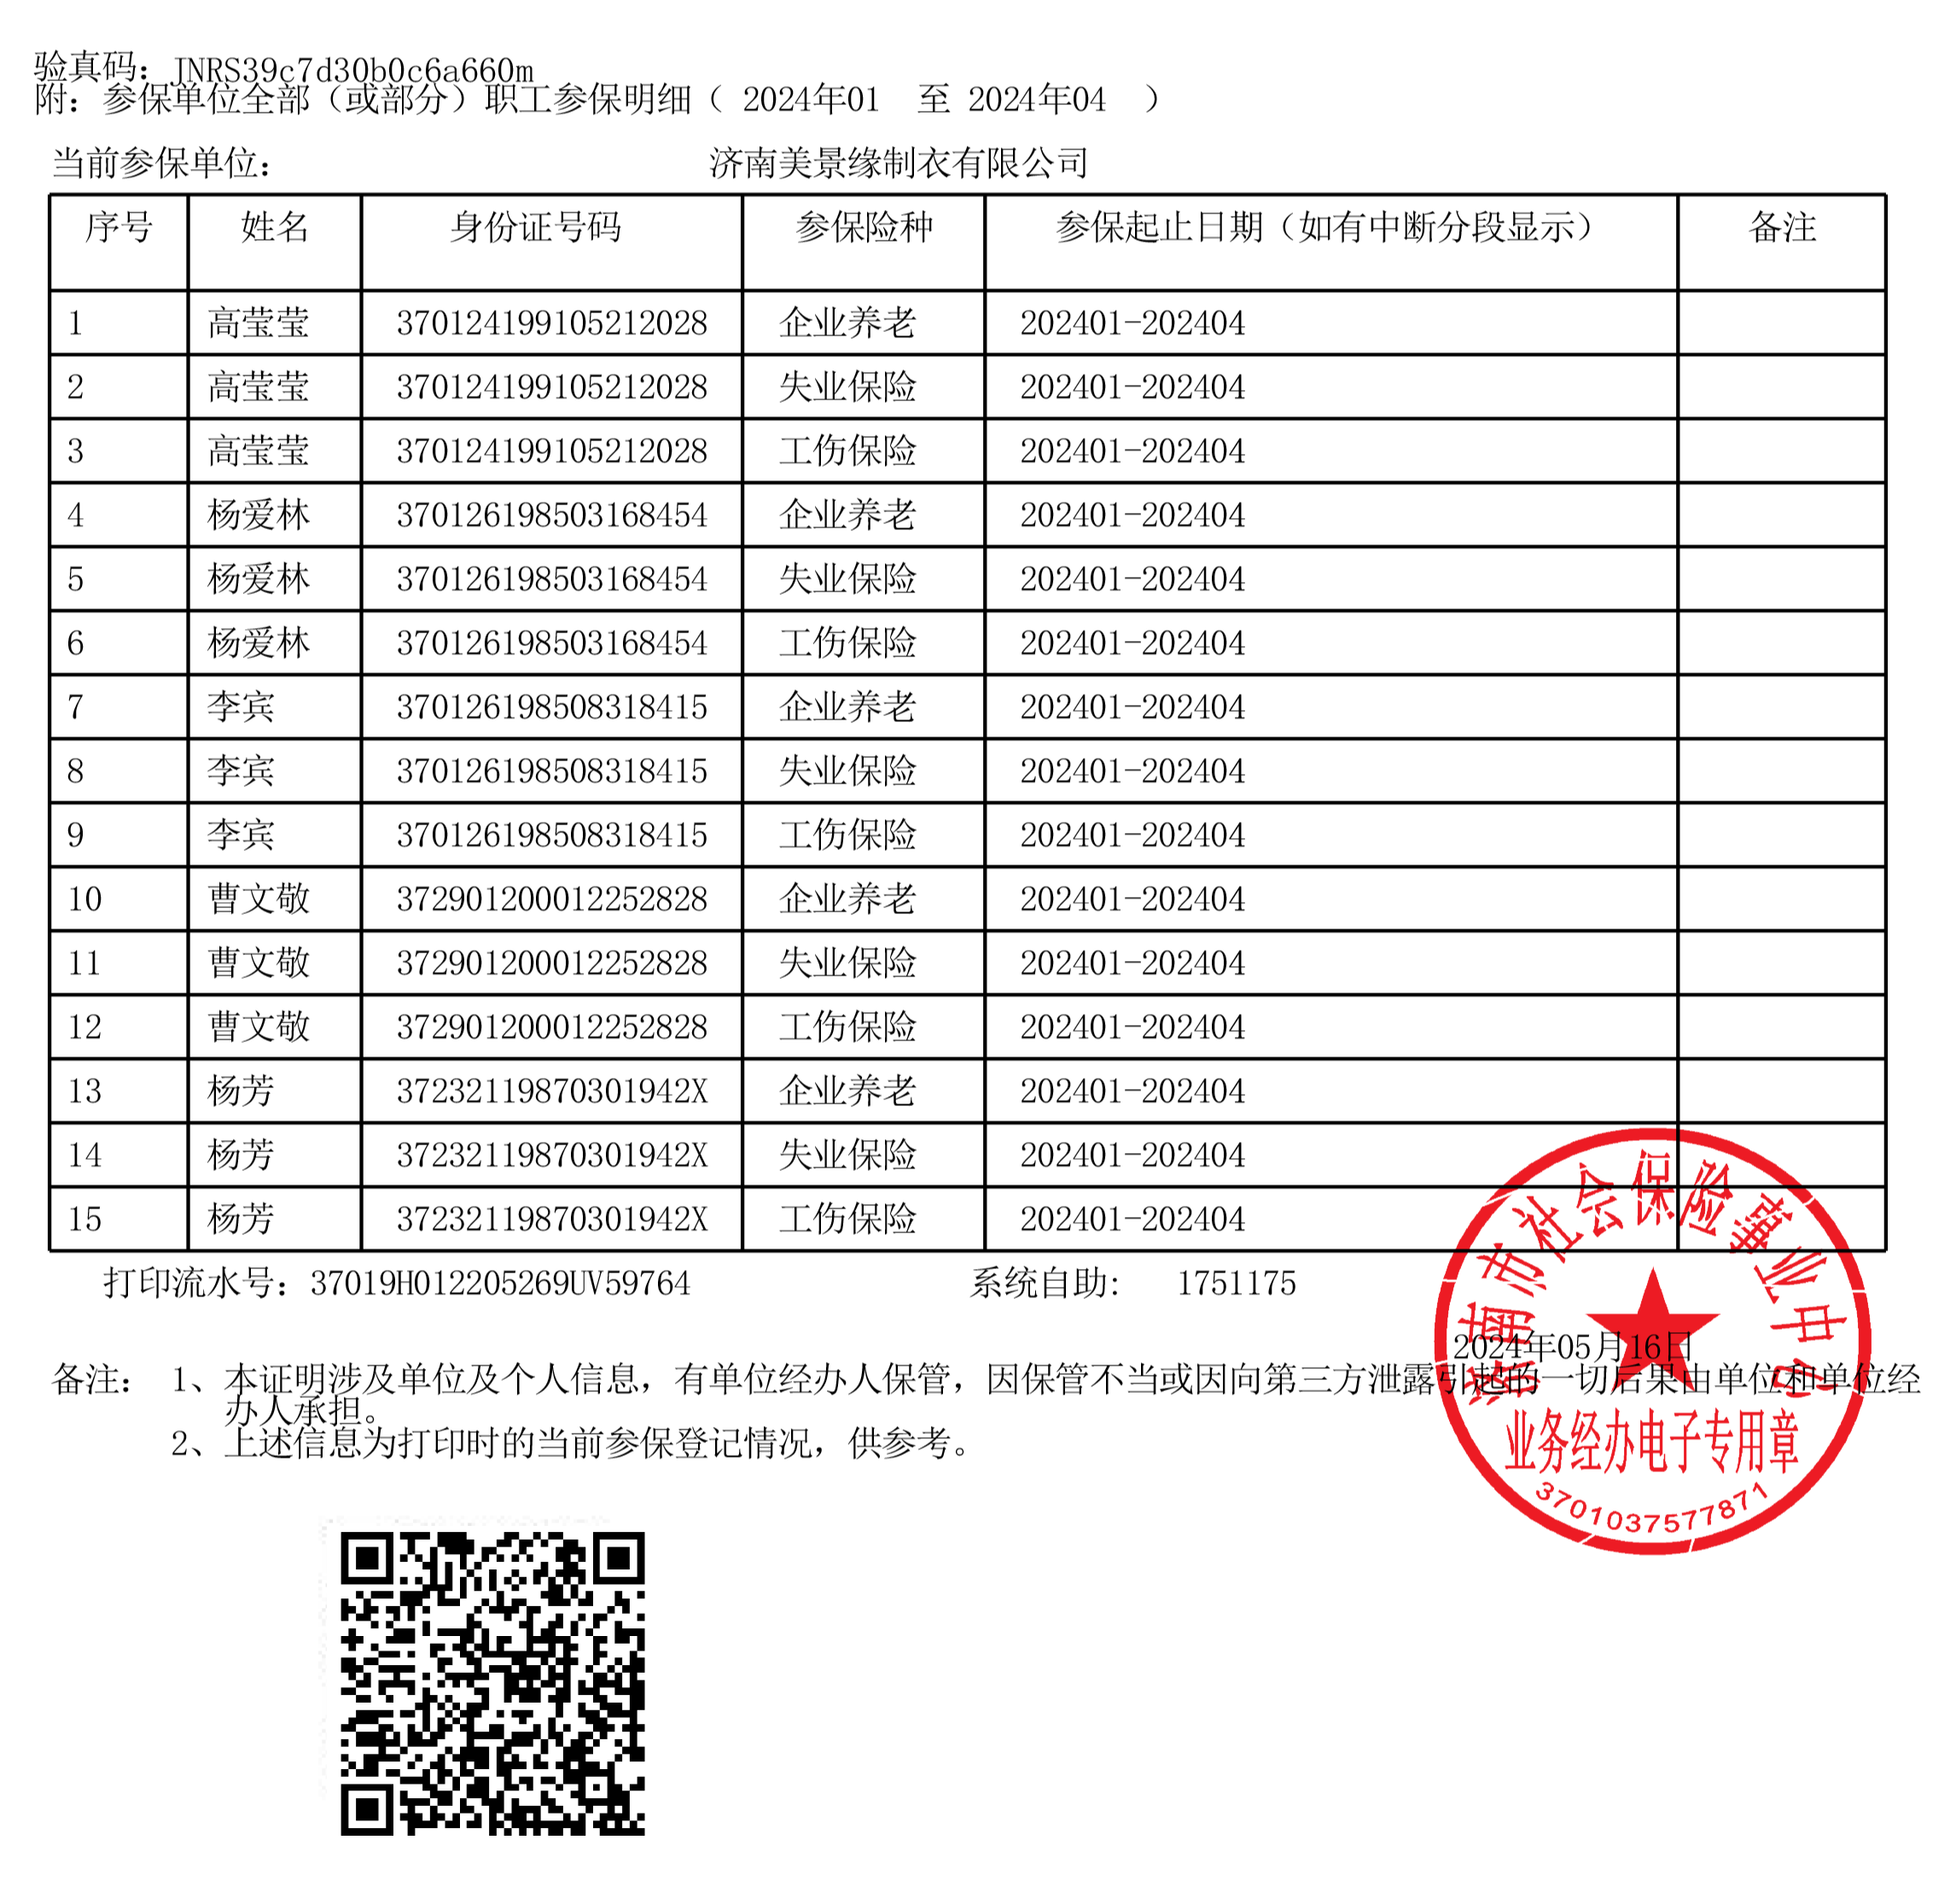 验真码：JNRS39c7d30b0c6a660m
附：参保单位全部（或部分）职工参保明细（ 2024年01 至 2024年04 ）
当前参保单位： 济南美景缘制衣有限公司
序号 姓名 身份证号码 参保险种 参保起止日期（如有中断分段显示） 备注
1 高莹莹 370124199105212028 企业养老 202401-202404
2 高莹莹 370124199105212028 失业保险 202401-202404
3 高莹莹 370124199105212028 工伤保险 202401-202404
4 杨爱林 370126198503168454 企业养老 202401-202404
5 杨爱林 370126198503168454 失业保险 202401-202404
6 杨爱林 370126198503168454 工伤保险 202401-202404
7 李宾 370126198508318415 企业养老 202401-202404
8 李宾 370126198508318415 失业保险 202401-202404
9 李宾 370126198508318415 工伤保险 202401-202404
10 曹文敬 372901200012252828 企业养老 202401-202404
11 曹文敬 372901200012252828 失业保险 202401-202404
12 曹文敬 372901200012252828 工伤保险 202401-202404
13 杨芳 37232119870301942X 企业养老 202401-202404
14 杨芳 37232119870301942X 失业保险 202401-202404
15 杨芳 37232119870301942X 工伤保险 202401-202404
打印流水号：37019H012205269UV59764 系统自助: 1751175
2024年05月16日
备注： 1、本证明涉及单位及个人信息，有单位经办人保管，因保管不当或因向第三方泄露引起的一切后果由单位和单位经
办人承担。
2、上述信息为打印时的当前参保登记情况，供参考。
济南市社会保险事业中心
业务经办电子专用章
3701037577871